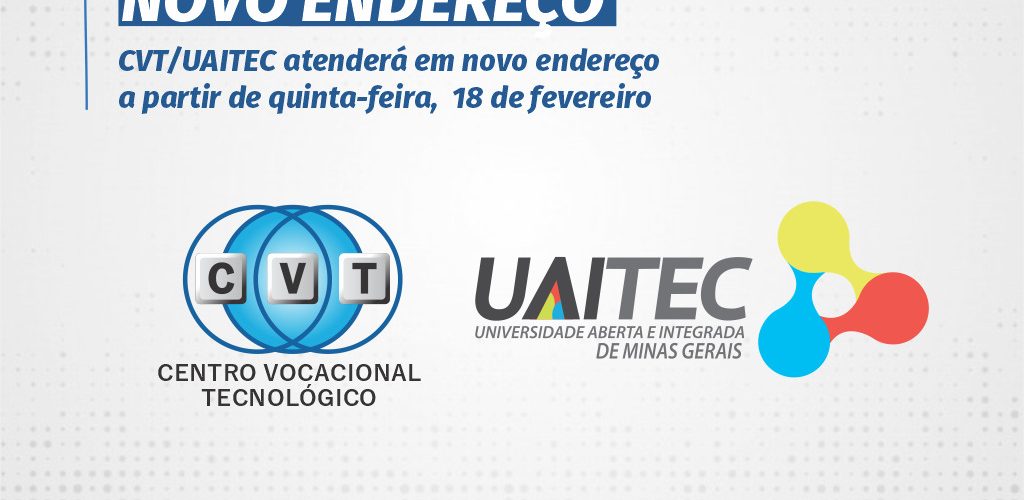 NOVO ENDEREÇO
CVT/UAITEC atenderá em novo endereço
a partir de quinta-feira, 18 de fevereiro
C V T
CENTRO VOCACIONAL
TECNOLÓGICO
UAITEC
UNIVERSIDADE ABERTA E INTEGRADA
DE MINAS GERAIS